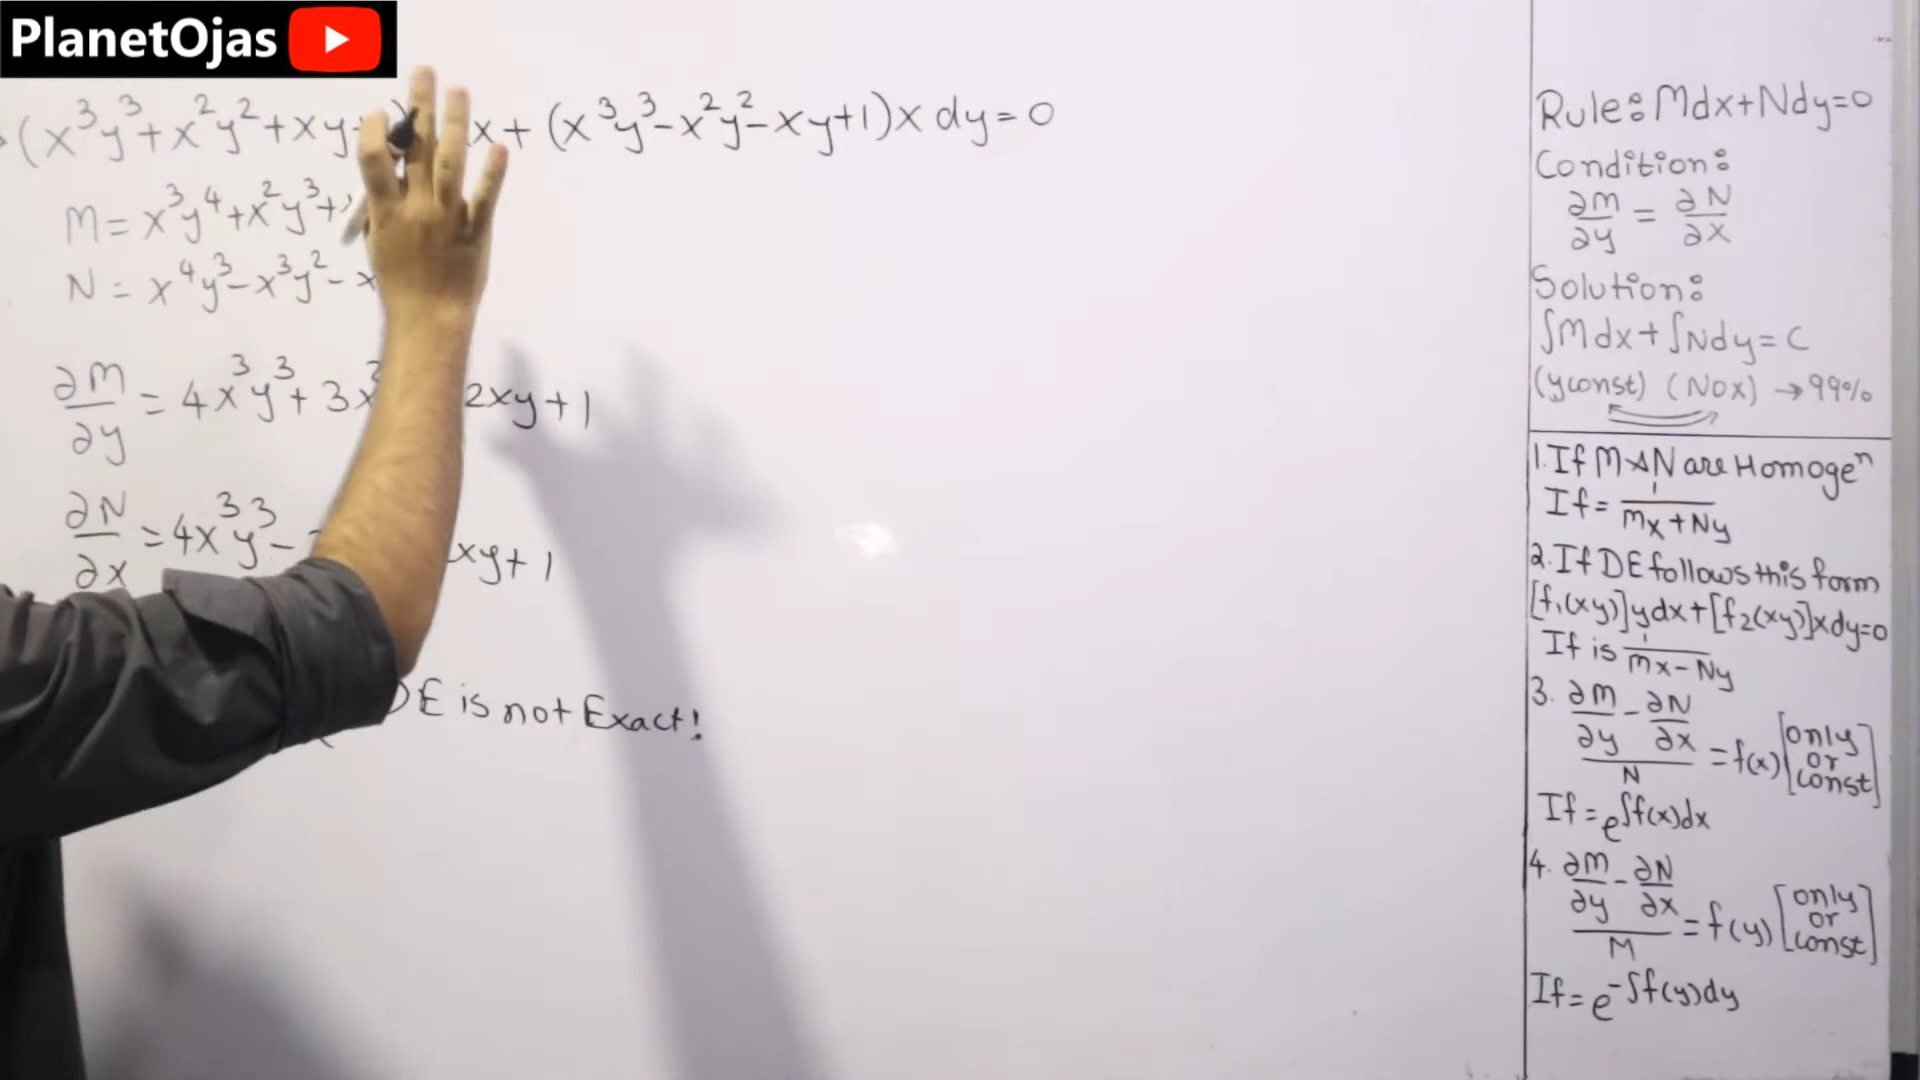 PlanetOjas
(x³y³+x²y²+xy+ x+ (x³y³-x²y²-xy+1)x dy=0
M=x³y⁴+x²y³+
N=x⁴y³-x³y²-x
∂M/∂y = 4x³y³+3x 2xy+1
∂N/∂x =4x³y³- xy+1
DE is not Exact!
Rule: Mdx+Ndy=0
Condition:
∂M/∂y = ∂N/∂x
Solution:
∫Mdx+∫Ndy=C
(y const) (No x) →99%
1. If M & N are Homogeⁿ
If= 1/(Mx+Ny)
2. If DE follows this form
[f₁(xy)]ydx+[f₂(xy)]xdy=0
If is 1/(Mx-Ny)
3. (∂M/∂y - ∂N/∂x)/N =f(x) [only or const]
If=e^∫f(x)dx
4. (∂M/∂y - ∂N/∂x)/M =f(y) [only or const]
If=e^-∫f(y)dy